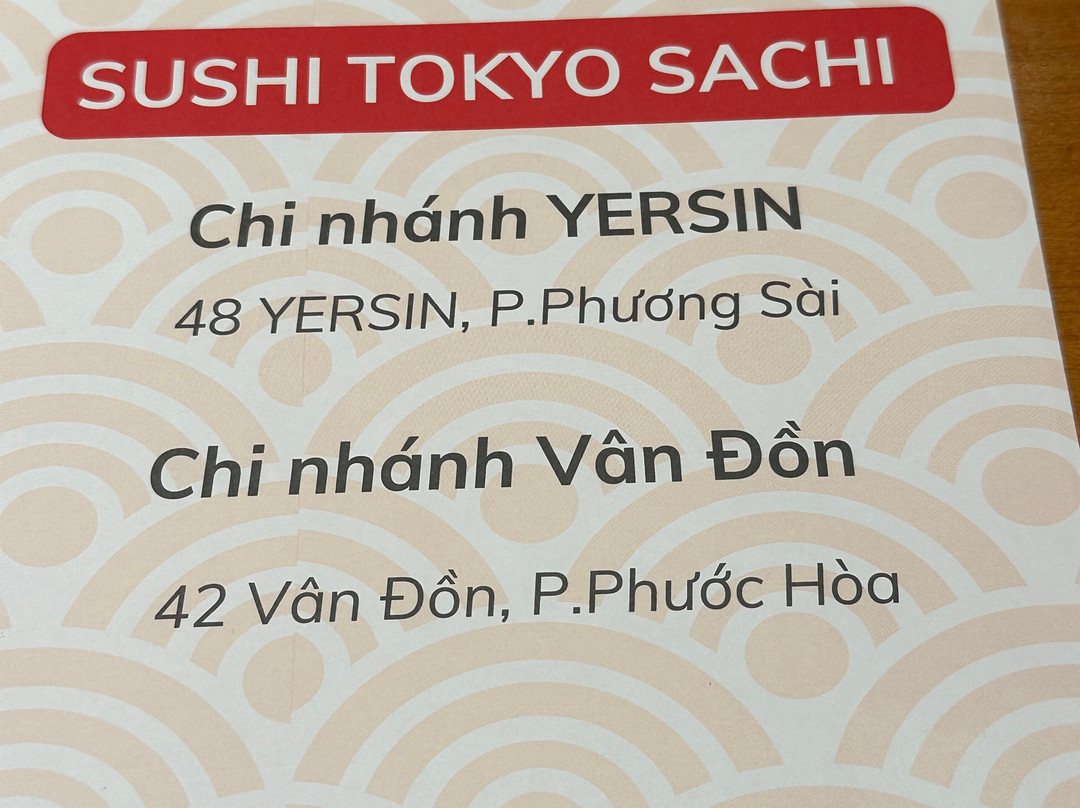 SUSHI TOKYO SACHI
Chi nhánh YERSIN
48 YERSIN, P.Phương Sài
Chi nhánh Vân Đồn
42 Vân Đồn, P.Phước Hòa